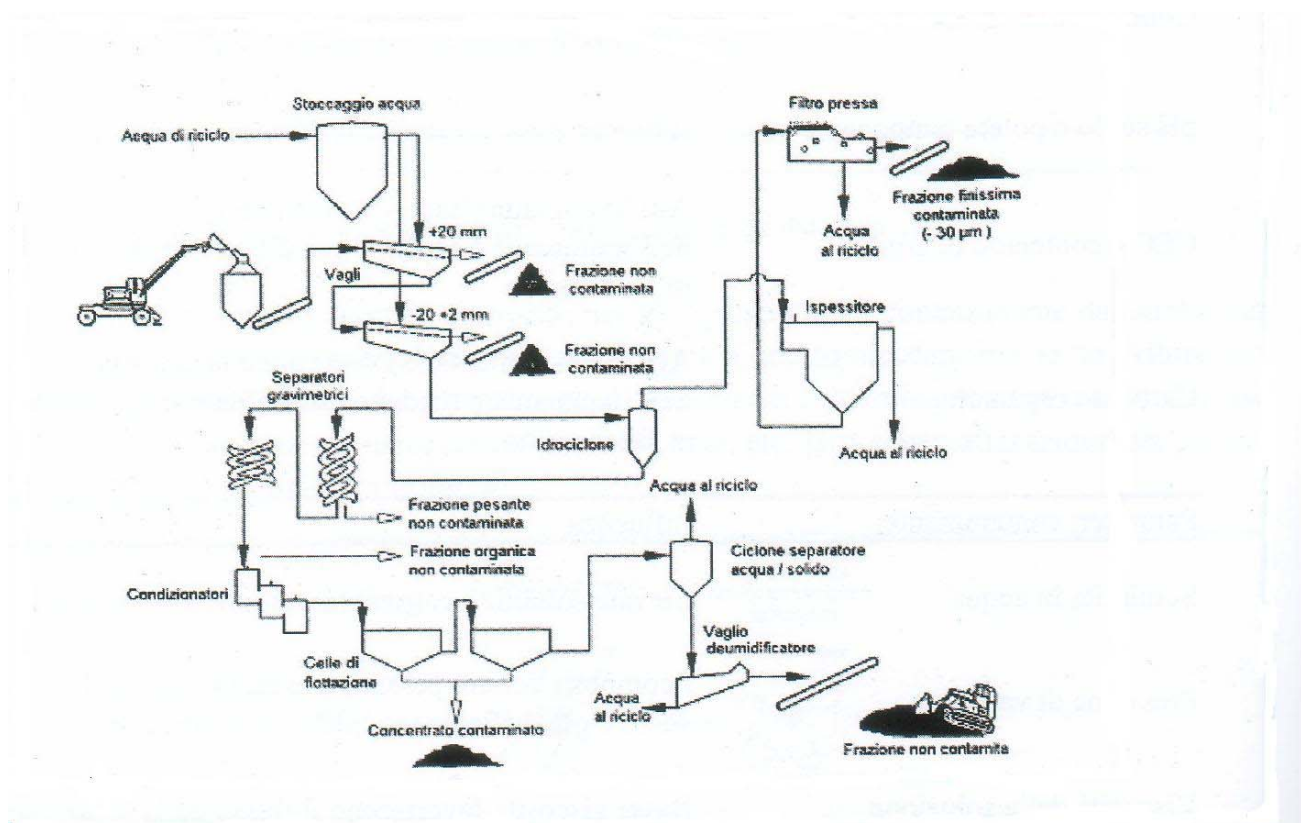 Stoccaggio acqua
Acqua di riciclo
Filtro pressa
Frazione finissima
contaminata
(- 30 µm )
Acqua
al riciclo
+20 mm
Vagli
Frazione non
contaminata
-20 +2 mm
Frazione non
contaminata
Ispessitore
Separatori
gravimetrici
Idrociclone
Acqua al riciclo
Acqua al riciclo
Frazione pesante
non contaminata
Frazione organica
non contaminata
Ciclone separatore
acqua / solido
Condizionatori
Vaglio
deumidificatore
Celle di
flottazione
Acqua
al riciclo
Concentrato contaminato
Frazione non contamita